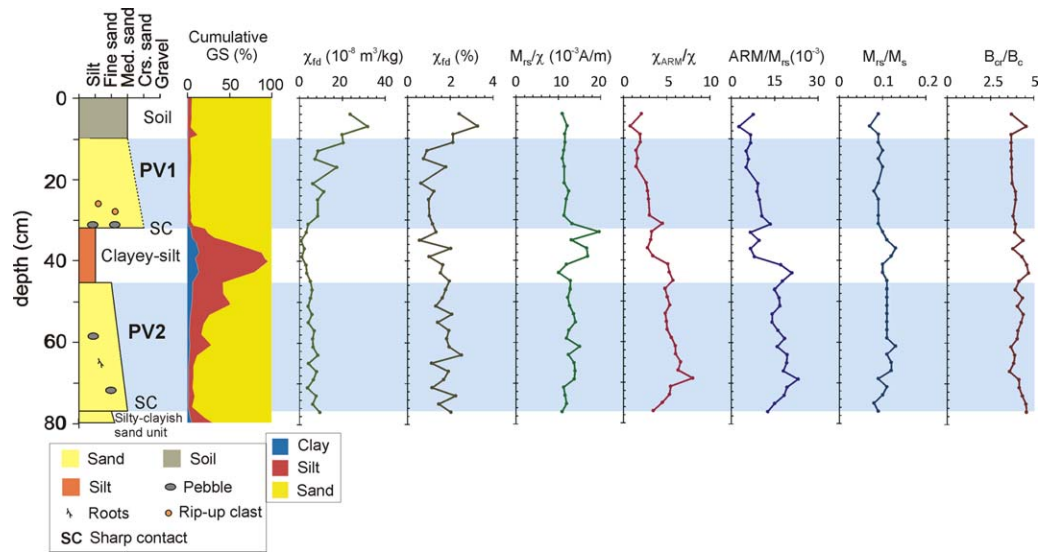 Silt
Fine sand
Med. sand
Crs. sand
Gravel
Cumulative
GS (%)
χfd (10-8 m3/kg)
χfd (%)
Mrs/χ (10-3A/m)
χARM/χ
ARM/Mrs(10-3)
Mrs/Ms
Bcr/Bc
0 50 100
0 20 40
0 2 4
0 10 20
0 5 10
0 15 30
0 0.1 0.2
0 2.5 5
depth (cm)
0
20
40
60
80
Soil
PV1
SC
Clayey-silt
PV2
SC
Silty-clayish
sand unit
Sand
Soil
Silt
Pebble
Roots
Rip-up clast
SC Sharp contact
Clay
Silt
Sand